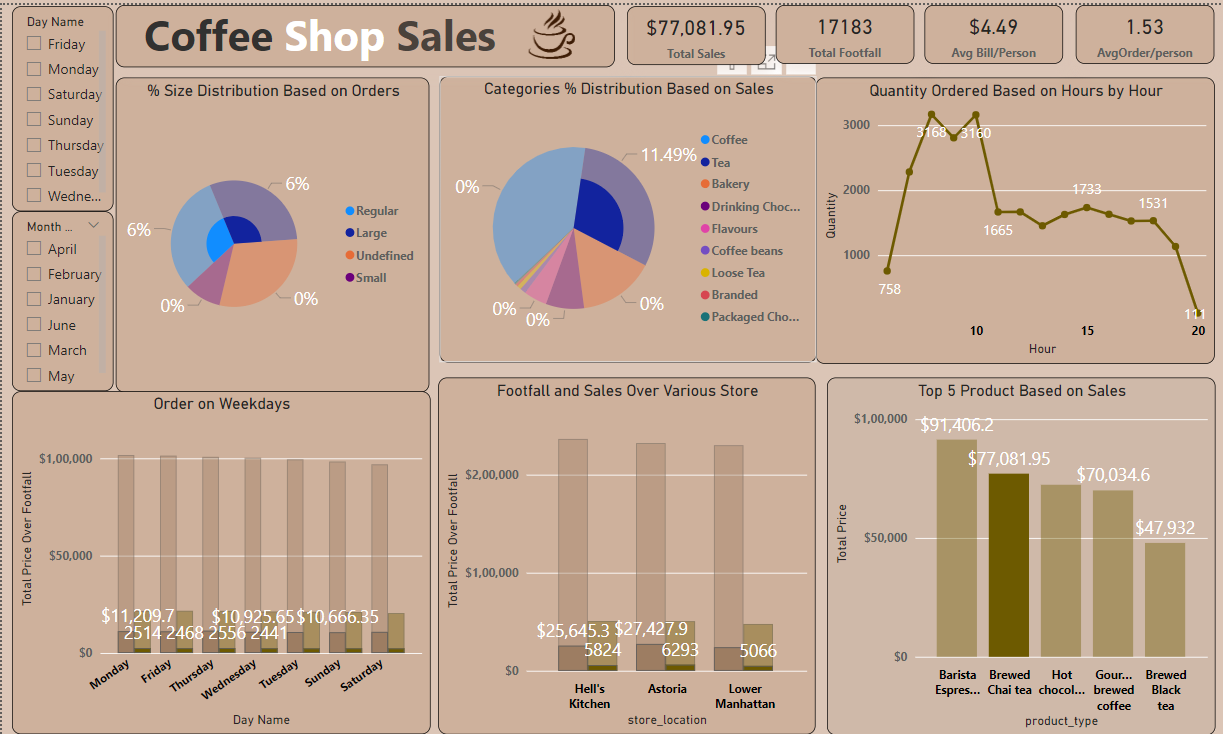 Day Name
Friday
Monday
Saturday
Sunday
Thursday
Tuesday
Wedne...
Month ...
April
February
January
June
March
May
Coffee Shop Sales
$77,081.95
Total Sales
17183
Total Footfall
$4.49
Avg Bill/Person
1.53
AvgOrder/person
% Size Distribution Based on Orders
6%
6%
0%
0%
Regular
Large
Undefined
Small
Categories % Distribution Based on Sales
11.49%
0%
0%
0%
0%
Coffee
Tea
Bakery
Drinking Choc...
Flavours
Coffee beans
Loose Tea
Branded
Packaged Cho...
Quantity Ordered Based on Hours by Hour
Quantity
3000
2000
1000
3168
3160
1733
1531
1665
758
111
10
15
20
Hour
Order on Weekdays
Total Price Over Footfall
$1,00,000
$50,000
$0
$11,209.7
$10,925.65
$10,666.35
2514
2468
2556
2441
Monday
Friday
Thursday
Wednesday
Tuesday
Sunday
Saturday
Day Name
Footfall and Sales Over Various Store
Total Price Over Footfall
$2,00,000
$1,00,000
$0
$25,645.3
$27,427.9
5824
6293
5066
Hell's
Kitchen
Astoria
Lower
Manhattan
store_location
Top 5 Product Based on Sales
Total Price
$1,00,000
$50,000
$0
$91,406.2
$77,081.95
$70,034.6
$47,932
Barista
Espres...
Brewed
Chai tea
Hot
chocol...
Gour...
brewed
coffee
Brewed
Black
tea
product_type